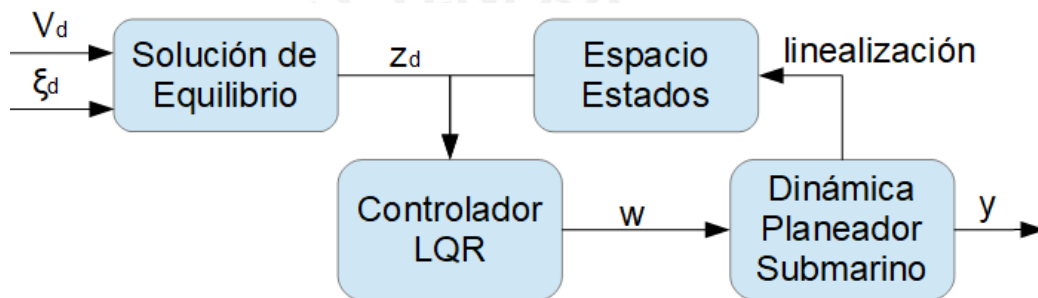 Vd
ξd
Solución de
Equilibrio
zd
Espacio
Estados
linealización
Controlador
LQR
w
Dinámica
Planeador
Submarino
y